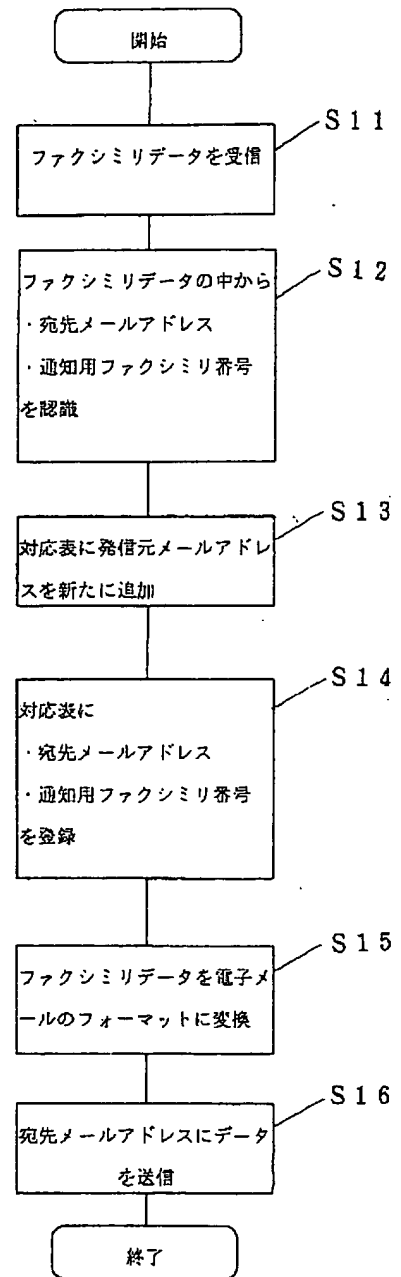 開始
S11
ファクシミリデータを受信
S12
ファクシミリデータの中から
・宛先メールアドレス
・通知用ファクシミリ番号
を認識
S13
対応表に発信元メールアドレ
スを新たに追加
S14
対応表に
・宛先メールアドレス
・通知用ファクシミリ番号
を登録
S15
ファクシミリデータを電子メ
ールのフォーマットに変換
S16
宛先メールアドレスにデータ
を送信
終了